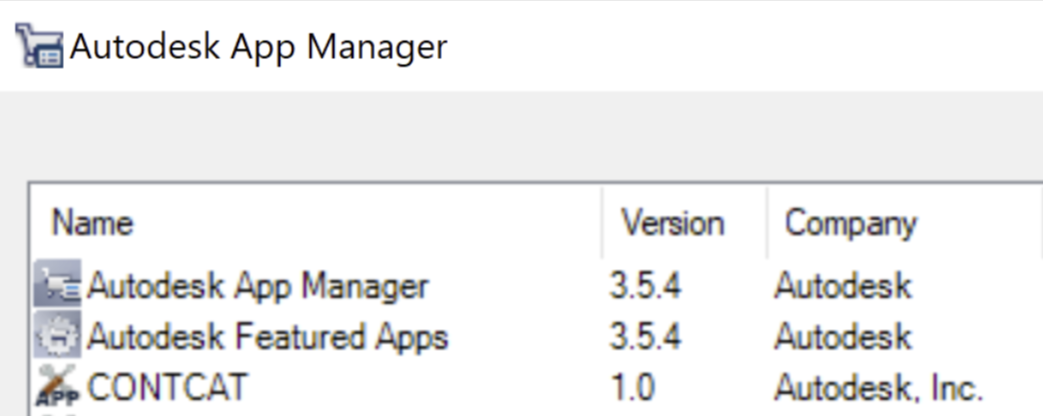 Autodesk App Manager
Name Version Company
Autodesk App Manager 3.5.4 Autodesk
Autodesk Featured Apps 3.5.4 Autodesk
APP CONTCAT 1.0 Autodesk, Inc.